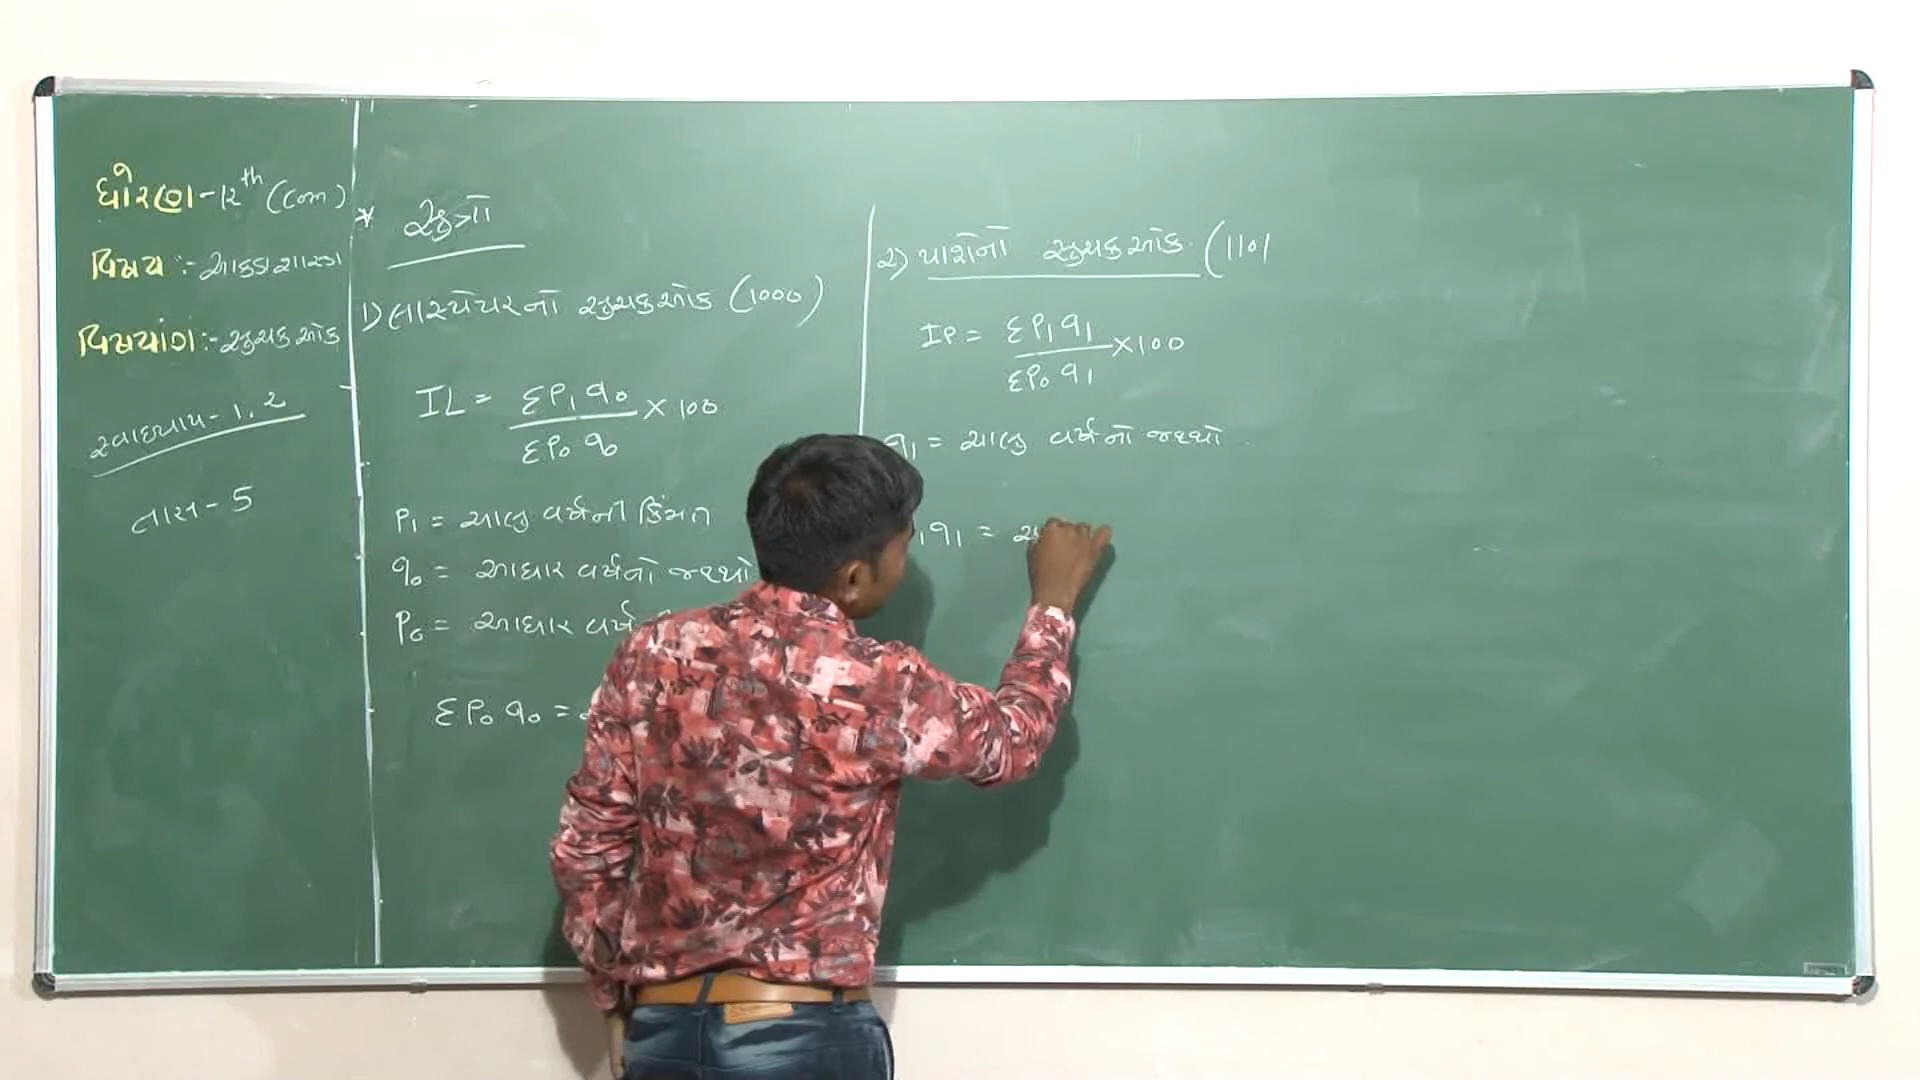 ધોરણ - 12th (com)
વિષય :- આંકડાશાસ્ત્ર
વિષયાંગ :- સૂચકઆંક
સ્વાધ્યાય - 1, 2
તાસ - 5
* સૂત્રો
1) લાસ્પેયરનો સૂચકઆંક (1000)
IL = ΣP₁q₀ / ΣP₀q₀ × 100
P₁ = ચાલુ વર્ષની કિંમત
q₀ = આધાર વર્ષનો જથ્થો
P₀ = આધાર વર્ષ
ΣP₀q₀ =
2) પાશેનો સૂચકઆંક (1101
IP = ΣP₁q₁ / ΣP₀q₁ × 100
q₁ = ચાલુ વર્ષનો જથ્થો
₁q₁ =